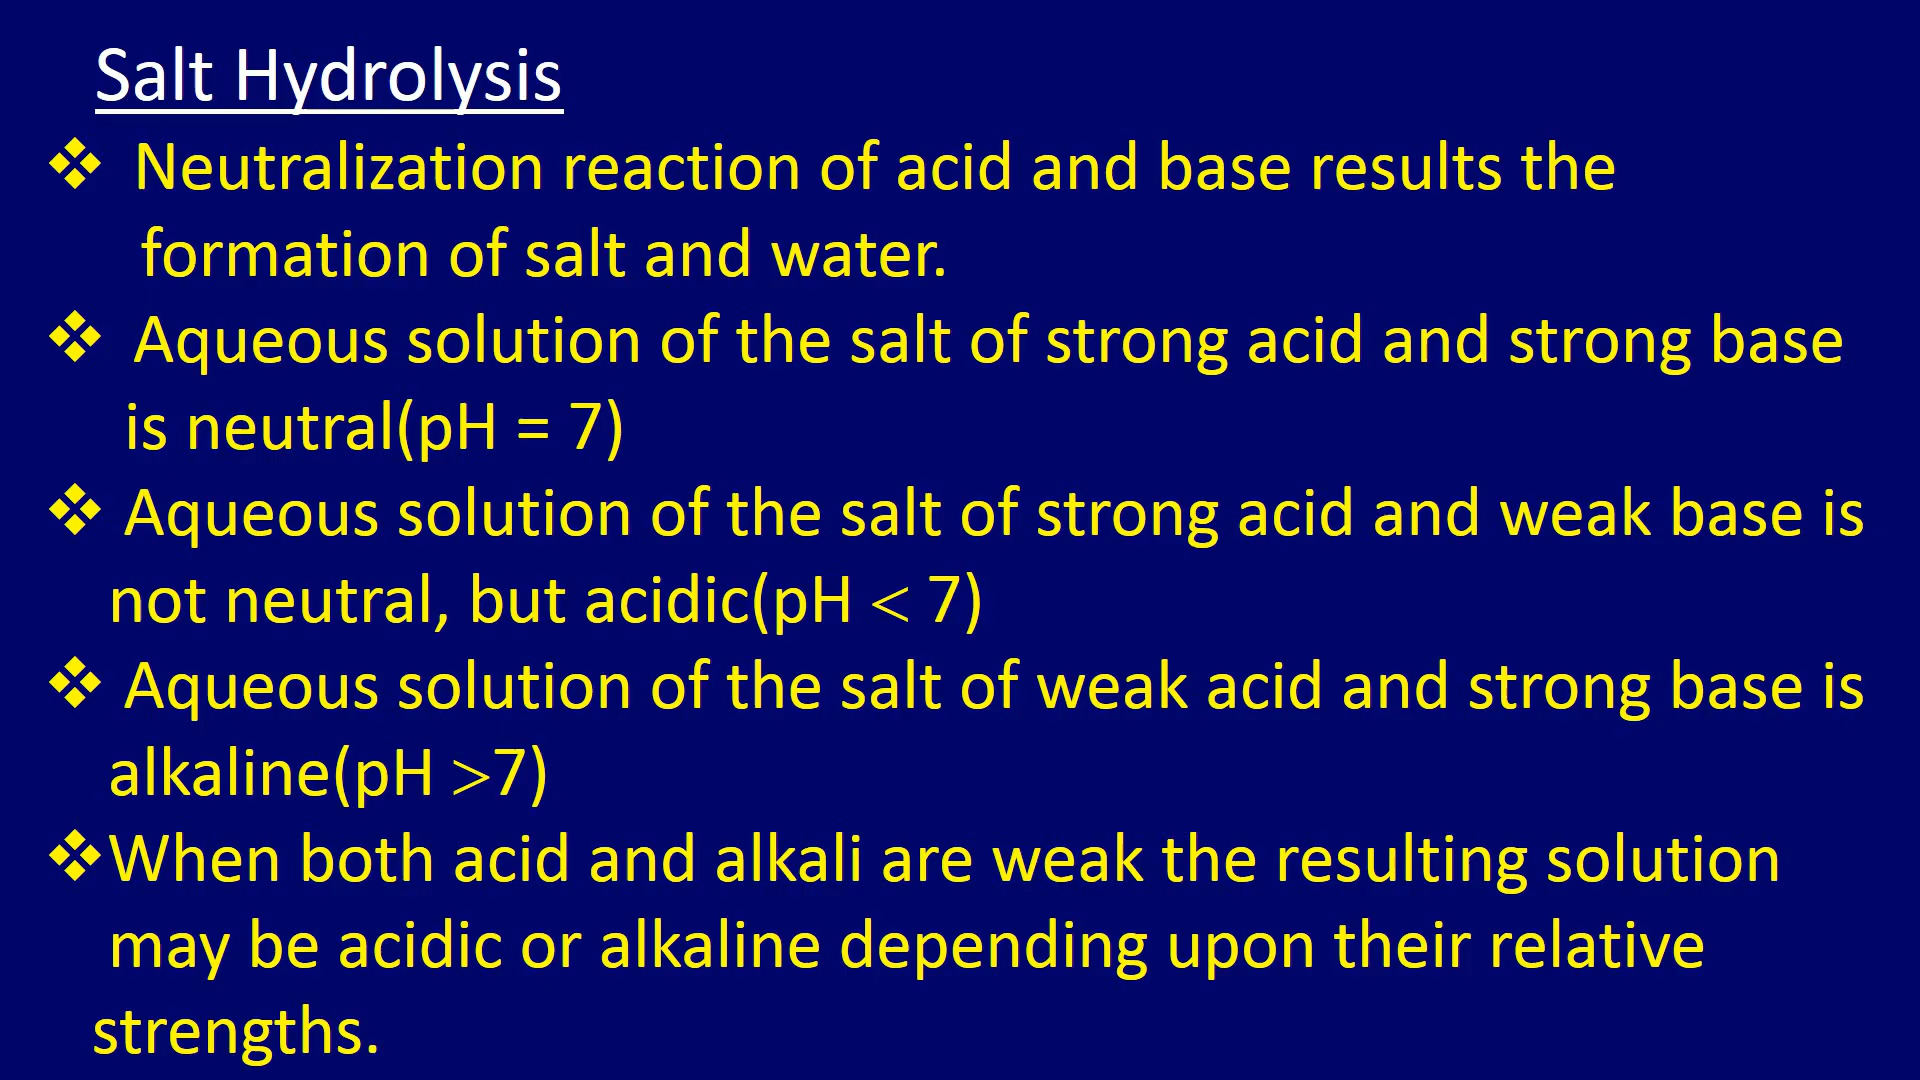 Salt Hydrolysis
❖ Neutralization reaction of acid and base results the
formation of salt and water.
❖ Aqueous solution of the salt of strong acid and strong base
is neutral(pH = 7)
❖ Aqueous solution of the salt of strong acid and weak base is
not neutral, but acidic(pH < 7)
❖ Aqueous solution of the salt of weak acid and strong base is
alkaline(pH >7)
❖When both acid and alkali are weak the resulting solution
may be acidic or alkaline depending upon their relative
strengths.